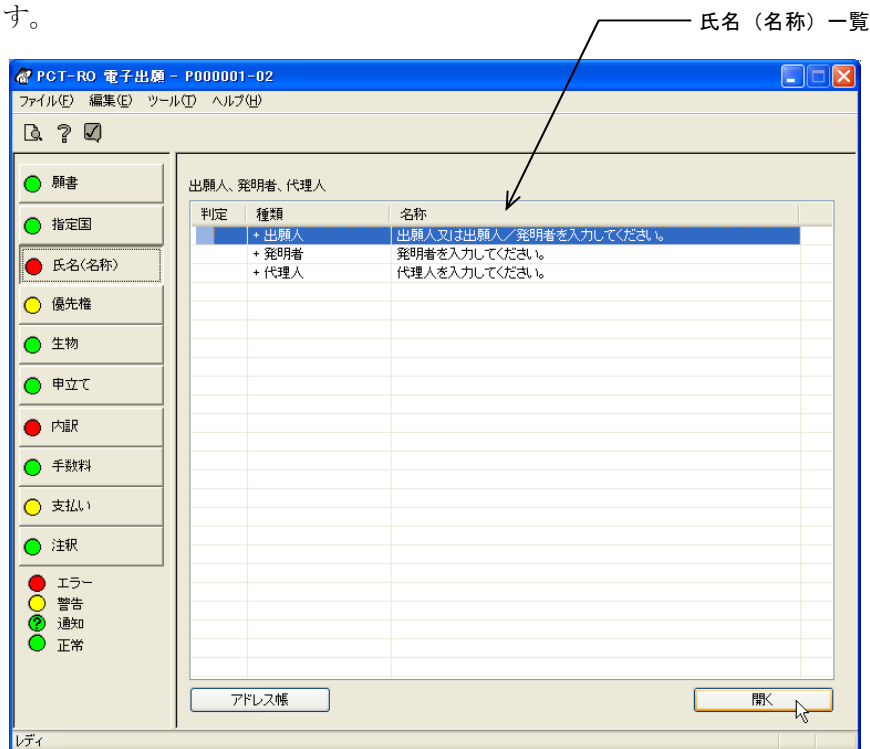 す。
氏名（名称）一覧
PCT-RO 電子出願 - P000001-02
ファイル(F) 編集(E) ツール(T) ヘルプ(H)
願書
指定国
氏名(名称)
優先権
生物
申立て
内訳
手数料
支払い
注釈
エラー
警告
通知
正常
出願人、発明者、代理人
判定 種類 名称
+ 出願人 出願人又は出願人／発明者を入力してください。
+ 発明者 発明者を入力してください。
+ 代理人 代理人を入力してください。
アドレス帳 開く
レディ